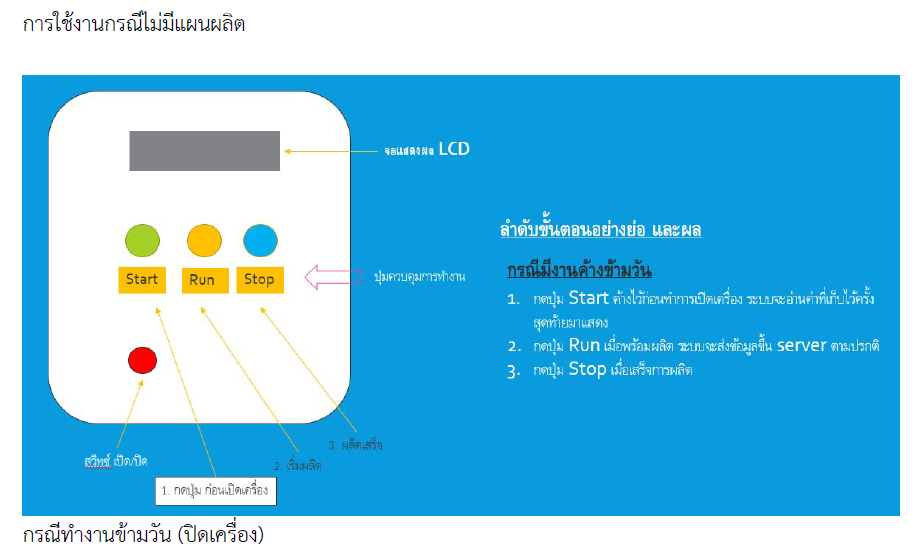 การใช้งานกรณีไม่มีแผนผลิต
จอแสดงผล LCD
ลำดับขั้นตอนอย่างย่อ และผล
กรณีมีงานค้างข้ามวัน
Start
Run
Stop
ปุ่มควบคุมการทำงาน
1. กดปุ่ม Start ค้างไว้ก่อนทำการเปิดเครื่อง ระบบจะอ่านค่าที่เก็บไว้ครั้ง
สุดท้ายมาแสดง
2. กดปุ่ม Run เมื่อพร้อมผลิต ระบบจะส่งข้อมูลขึ้น server ตามปรกติ
3. กดปุ่ม Stop เมื่อเสร็จการผลิต
3. ผลิตเสร็จ
สวิทซ์ เปิด/ปิด
2. เริ่มผลิต
1. กดปุ่ม ก่อนเปิดเครื่อง
กรณีทำงานข้ามวัน (ปิดเครื่อง)